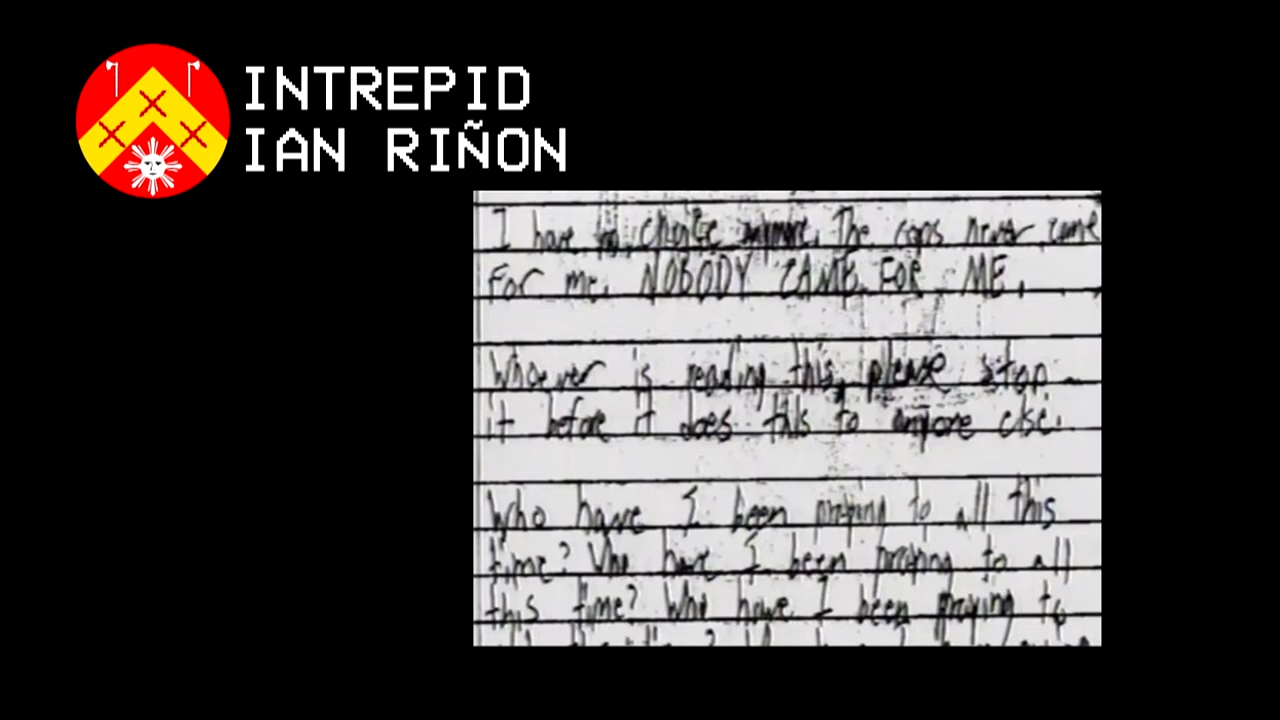 INTREPID
IAN RIÑON
I have no choice anymore. The cops never came
For me. NOBODY CAME FOR ME.
Whoever is reading this, please stop
it before it does this to anyone else.
Who have I been praying to all this
time? Who have I been praying to all
this time? Who have I been praying to